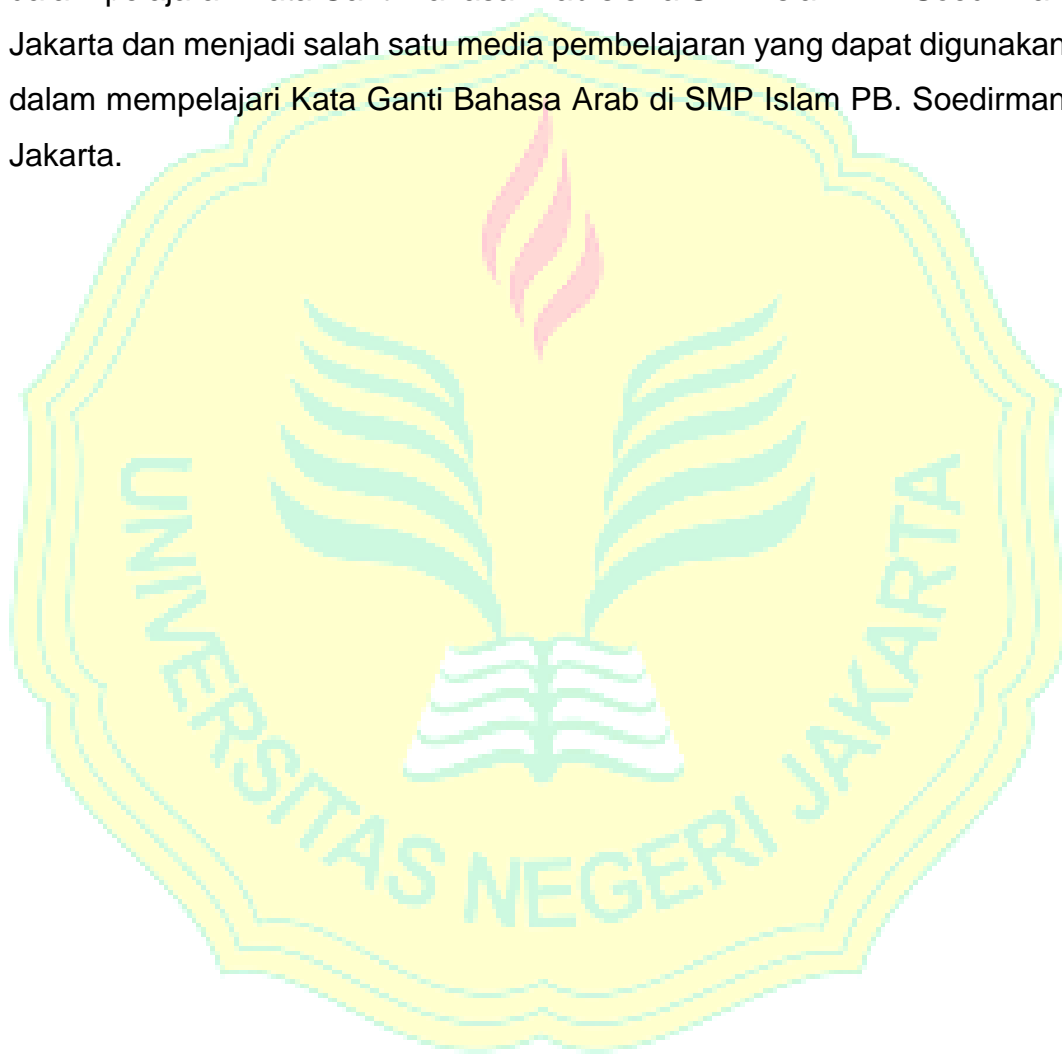 Jakarta dan menjadi salah satu media pembelajaran yang dapat digunakan
dalam mempelajari Kata Ganti Bahasa Arab di SMP Islam PB. Soedirman
Jakarta.
UNIVERSITAS NEGERI JAKARTA